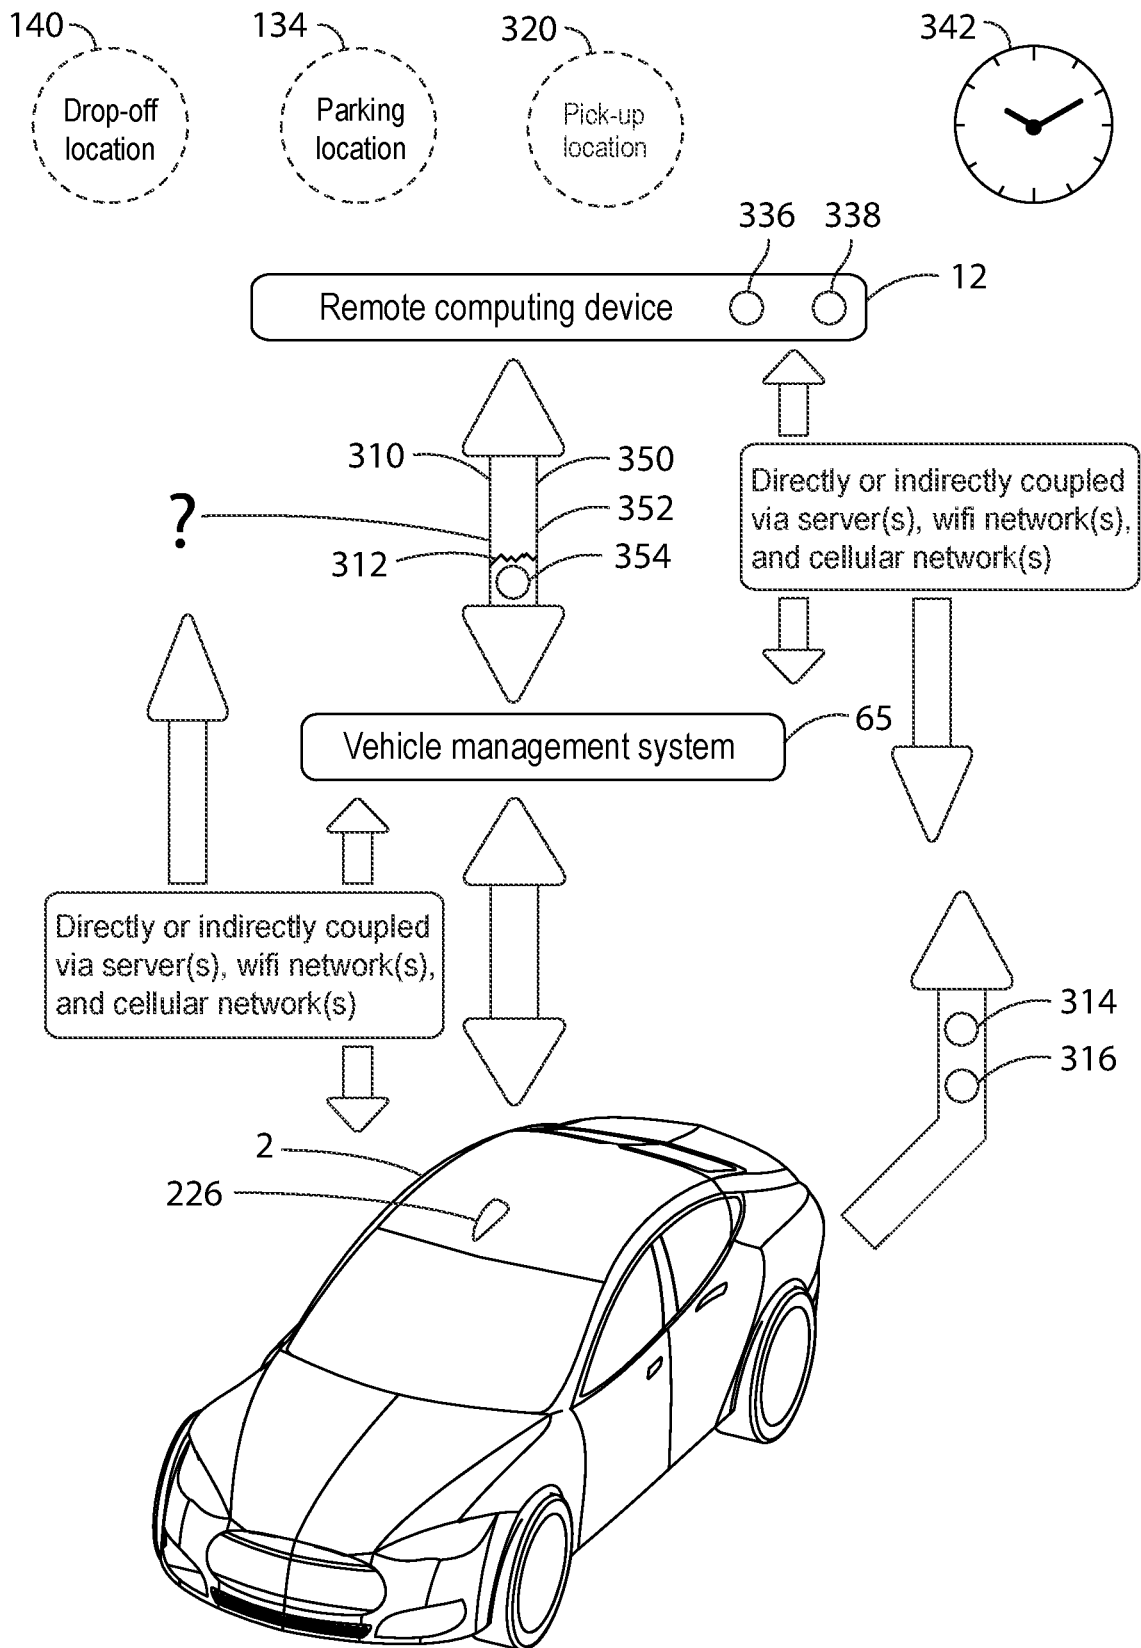 140
134
320
342
Drop-off
location
Parking
location
Pick-up
location
336
338
12
Remote computing device
310
350
?
352
312
354
Directly or indirectly coupled
via server(s), wifi network(s),
and cellular network(s)
65
Vehicle management system
Directly or indirectly coupled
via server(s), wifi network(s),
and cellular network(s)
314
316
2
226